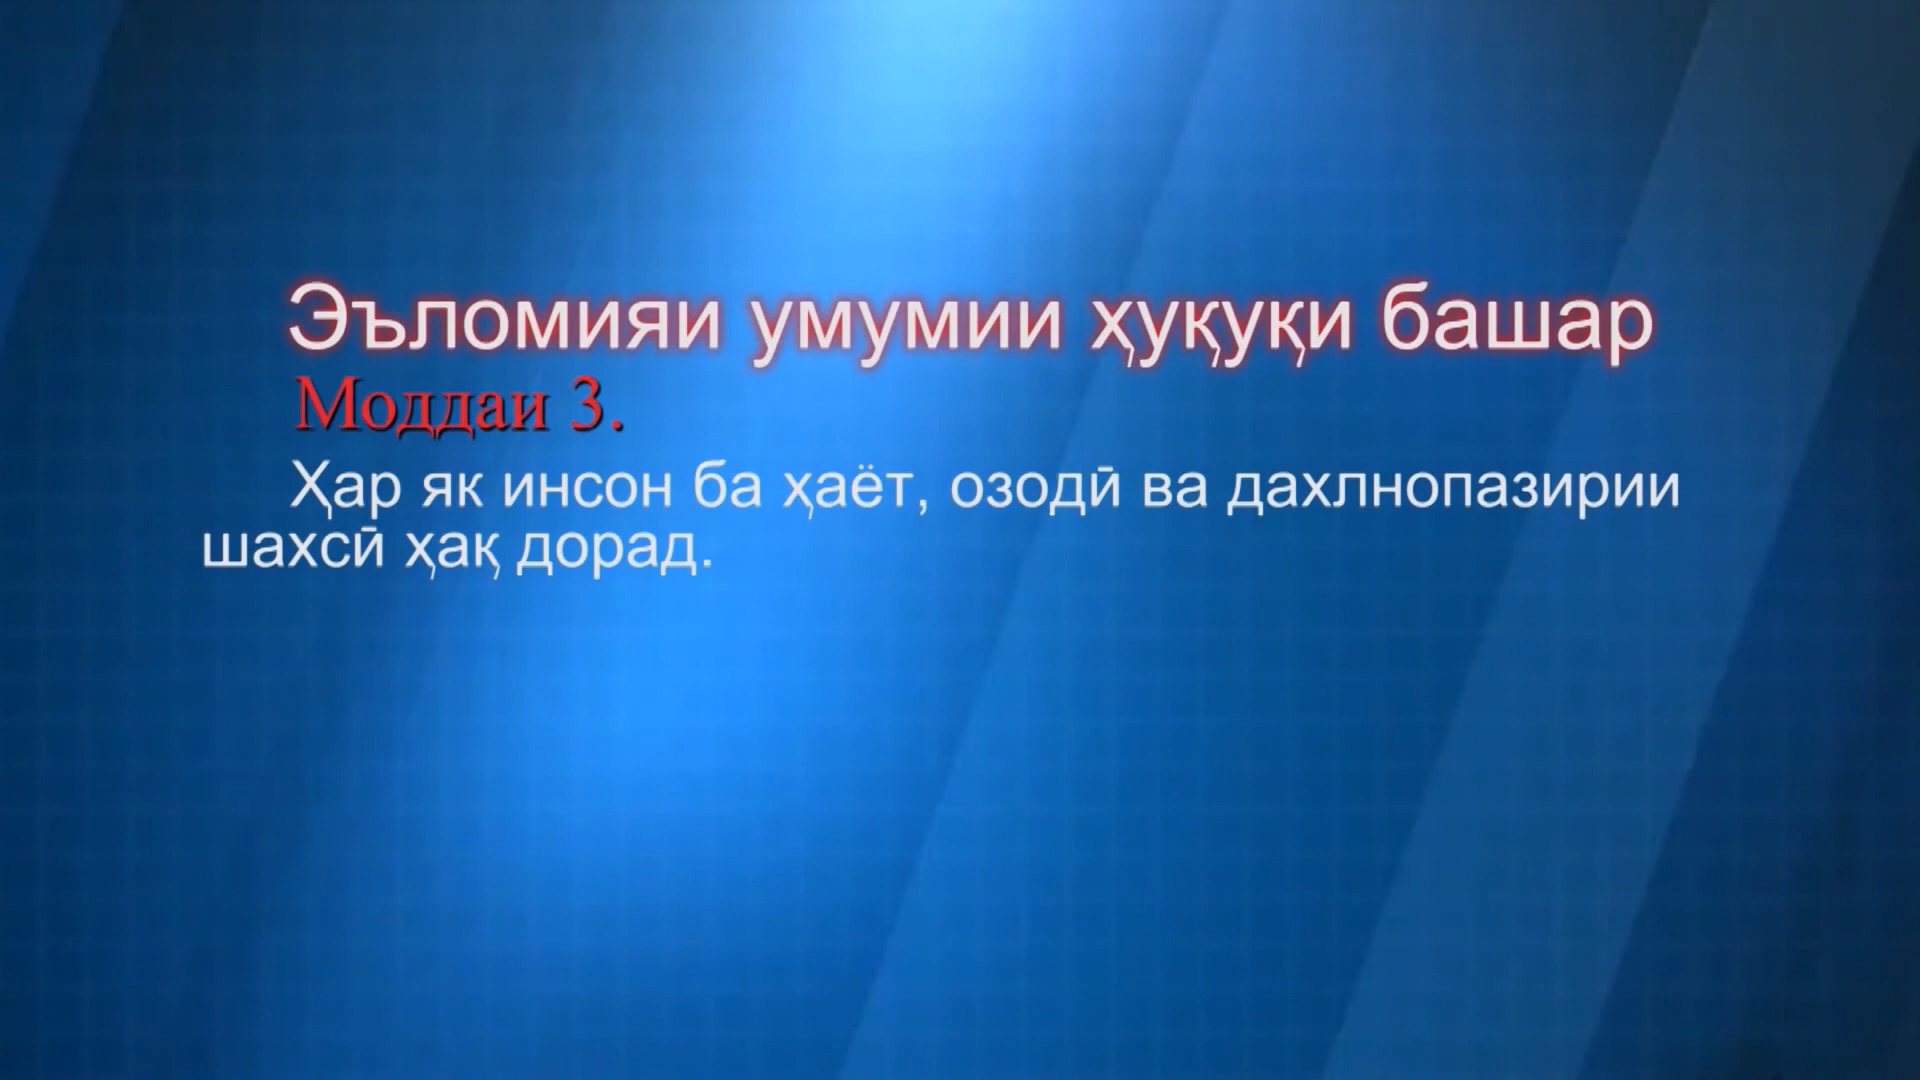 Эъломияи умумии ҳуқуқи башар
Моддаи 3.
Ҳар як инсон ба ҳаёт, озодӣ ва дахлнопазирии
шахсӣ ҳақ дорад.